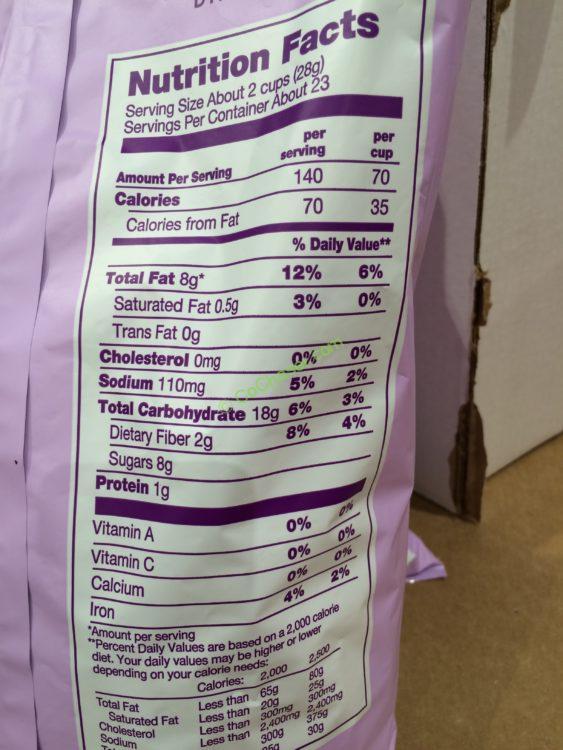 Nutrition Facts
Serving Size About 2 cups (28g)
Servings Per Container About 23
per serving per cup
Amount Per Serving
Calories 140 70
Calories from Fat 70 35
% Daily Value**
Total Fat 8g* 12% 6%
Saturated Fat 0.5g 3% 0%
Trans Fat 0g
Cholesterol 0mg 0% 0%
Sodium 110mg 5% 2%
Total Carbohydrate 18g 6% 3%
Dietary Fiber 2g 8% 4%
Sugars 8g
Protein 1g
Vitamin A 0% 0%
Vitamin C 0% 0%
Calcium 0% 0%
Iron 4% 2%
*Amount per serving
**Percent Daily Values are based on a 2,000 calorie
diet. Your daily values may be higher or lower
depending on your calorie needs:
Calories: 2,000 2,500
Total Fat Less than 65g 80g
Saturated Fat Less than 20g 25g
Cholesterol Less than 300mg 300mg
Sodium Less than 2,400mg 2,400mg
300g 375g
30g